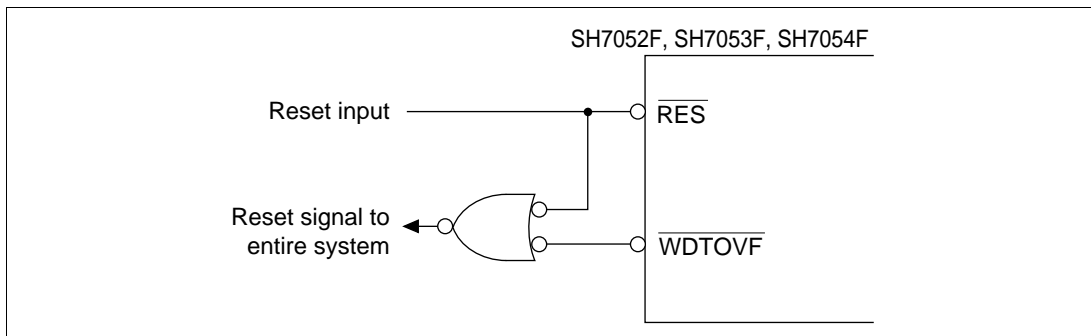 SH7052F, SH7053F, SH7054F
Reset input
RES
Reset signal to
entire system
WDTOVF